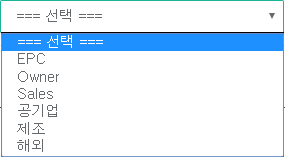 === 선택 ===
=== 선택 ===
EPC
Owner
Sales
공기업
제조
해외